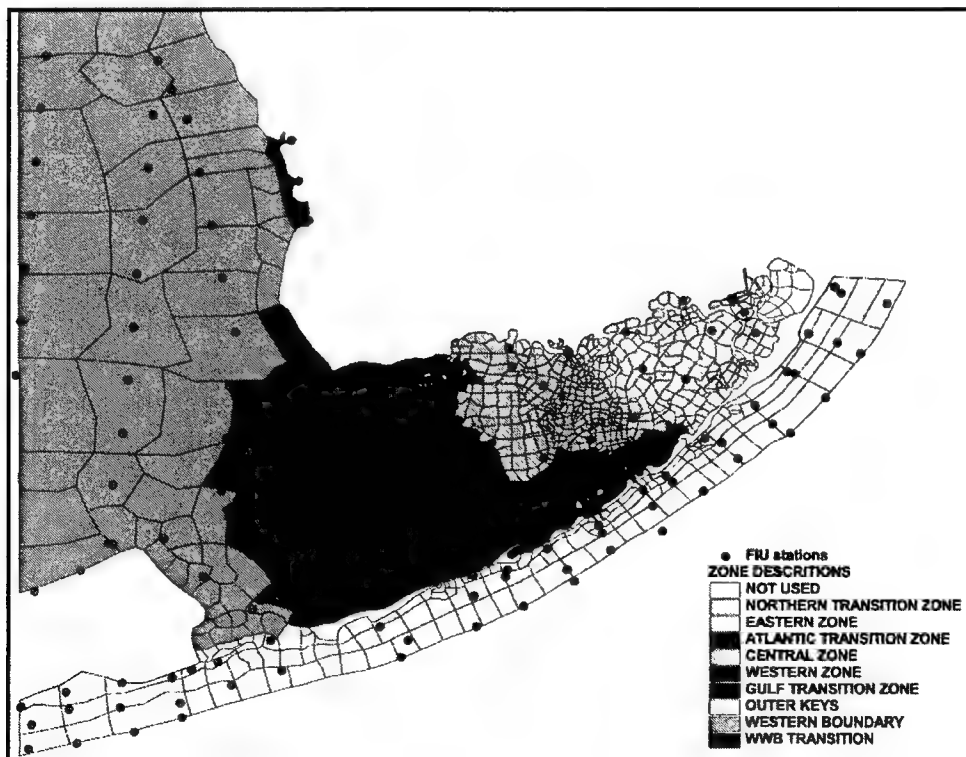 FIU stations
ZONE DESCRITIONS
NOT USED
NORTHERN TRANSITION ZONE
EASTERN ZONE
ATLANTIC TRANSITION ZONE
CENTRAL ZONE
WESTERN ZONE
GULF TRANSITION ZONE
OUTER KEYS
WESTERN BOUNDARY
WWB TRANSITION